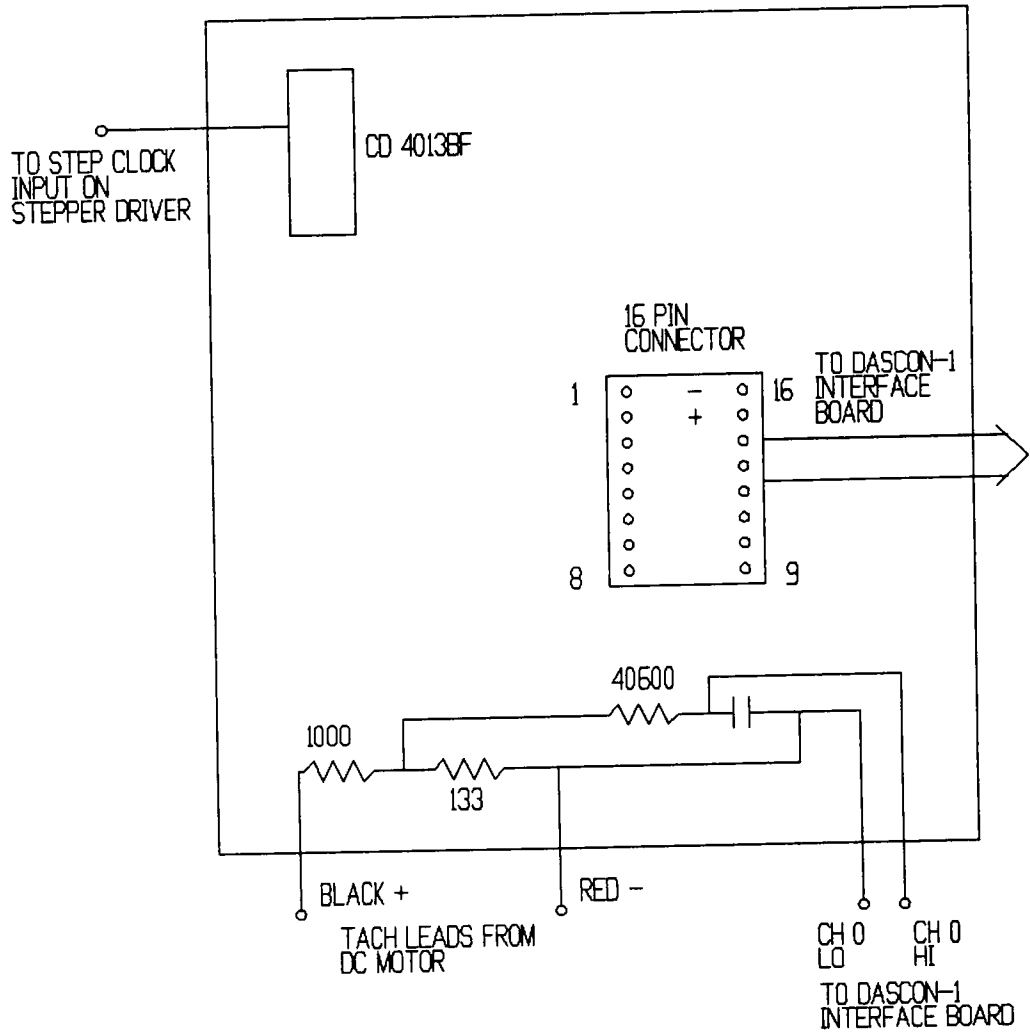 TO STEP CLOCK
INPUT ON
STEPPER DRIVER
CD 4013BF
16 PIN
CONNECTOR
1
16
-
+
8
9
TO DASCON-1
INTERFACE
BOARD
40600
1000
133
BLACK +
RED -
TACH LEADS FROM
DC MOTOR
CH 0
LO
CH 0
HI
TO DASCON-1
INTERFACE BOARD